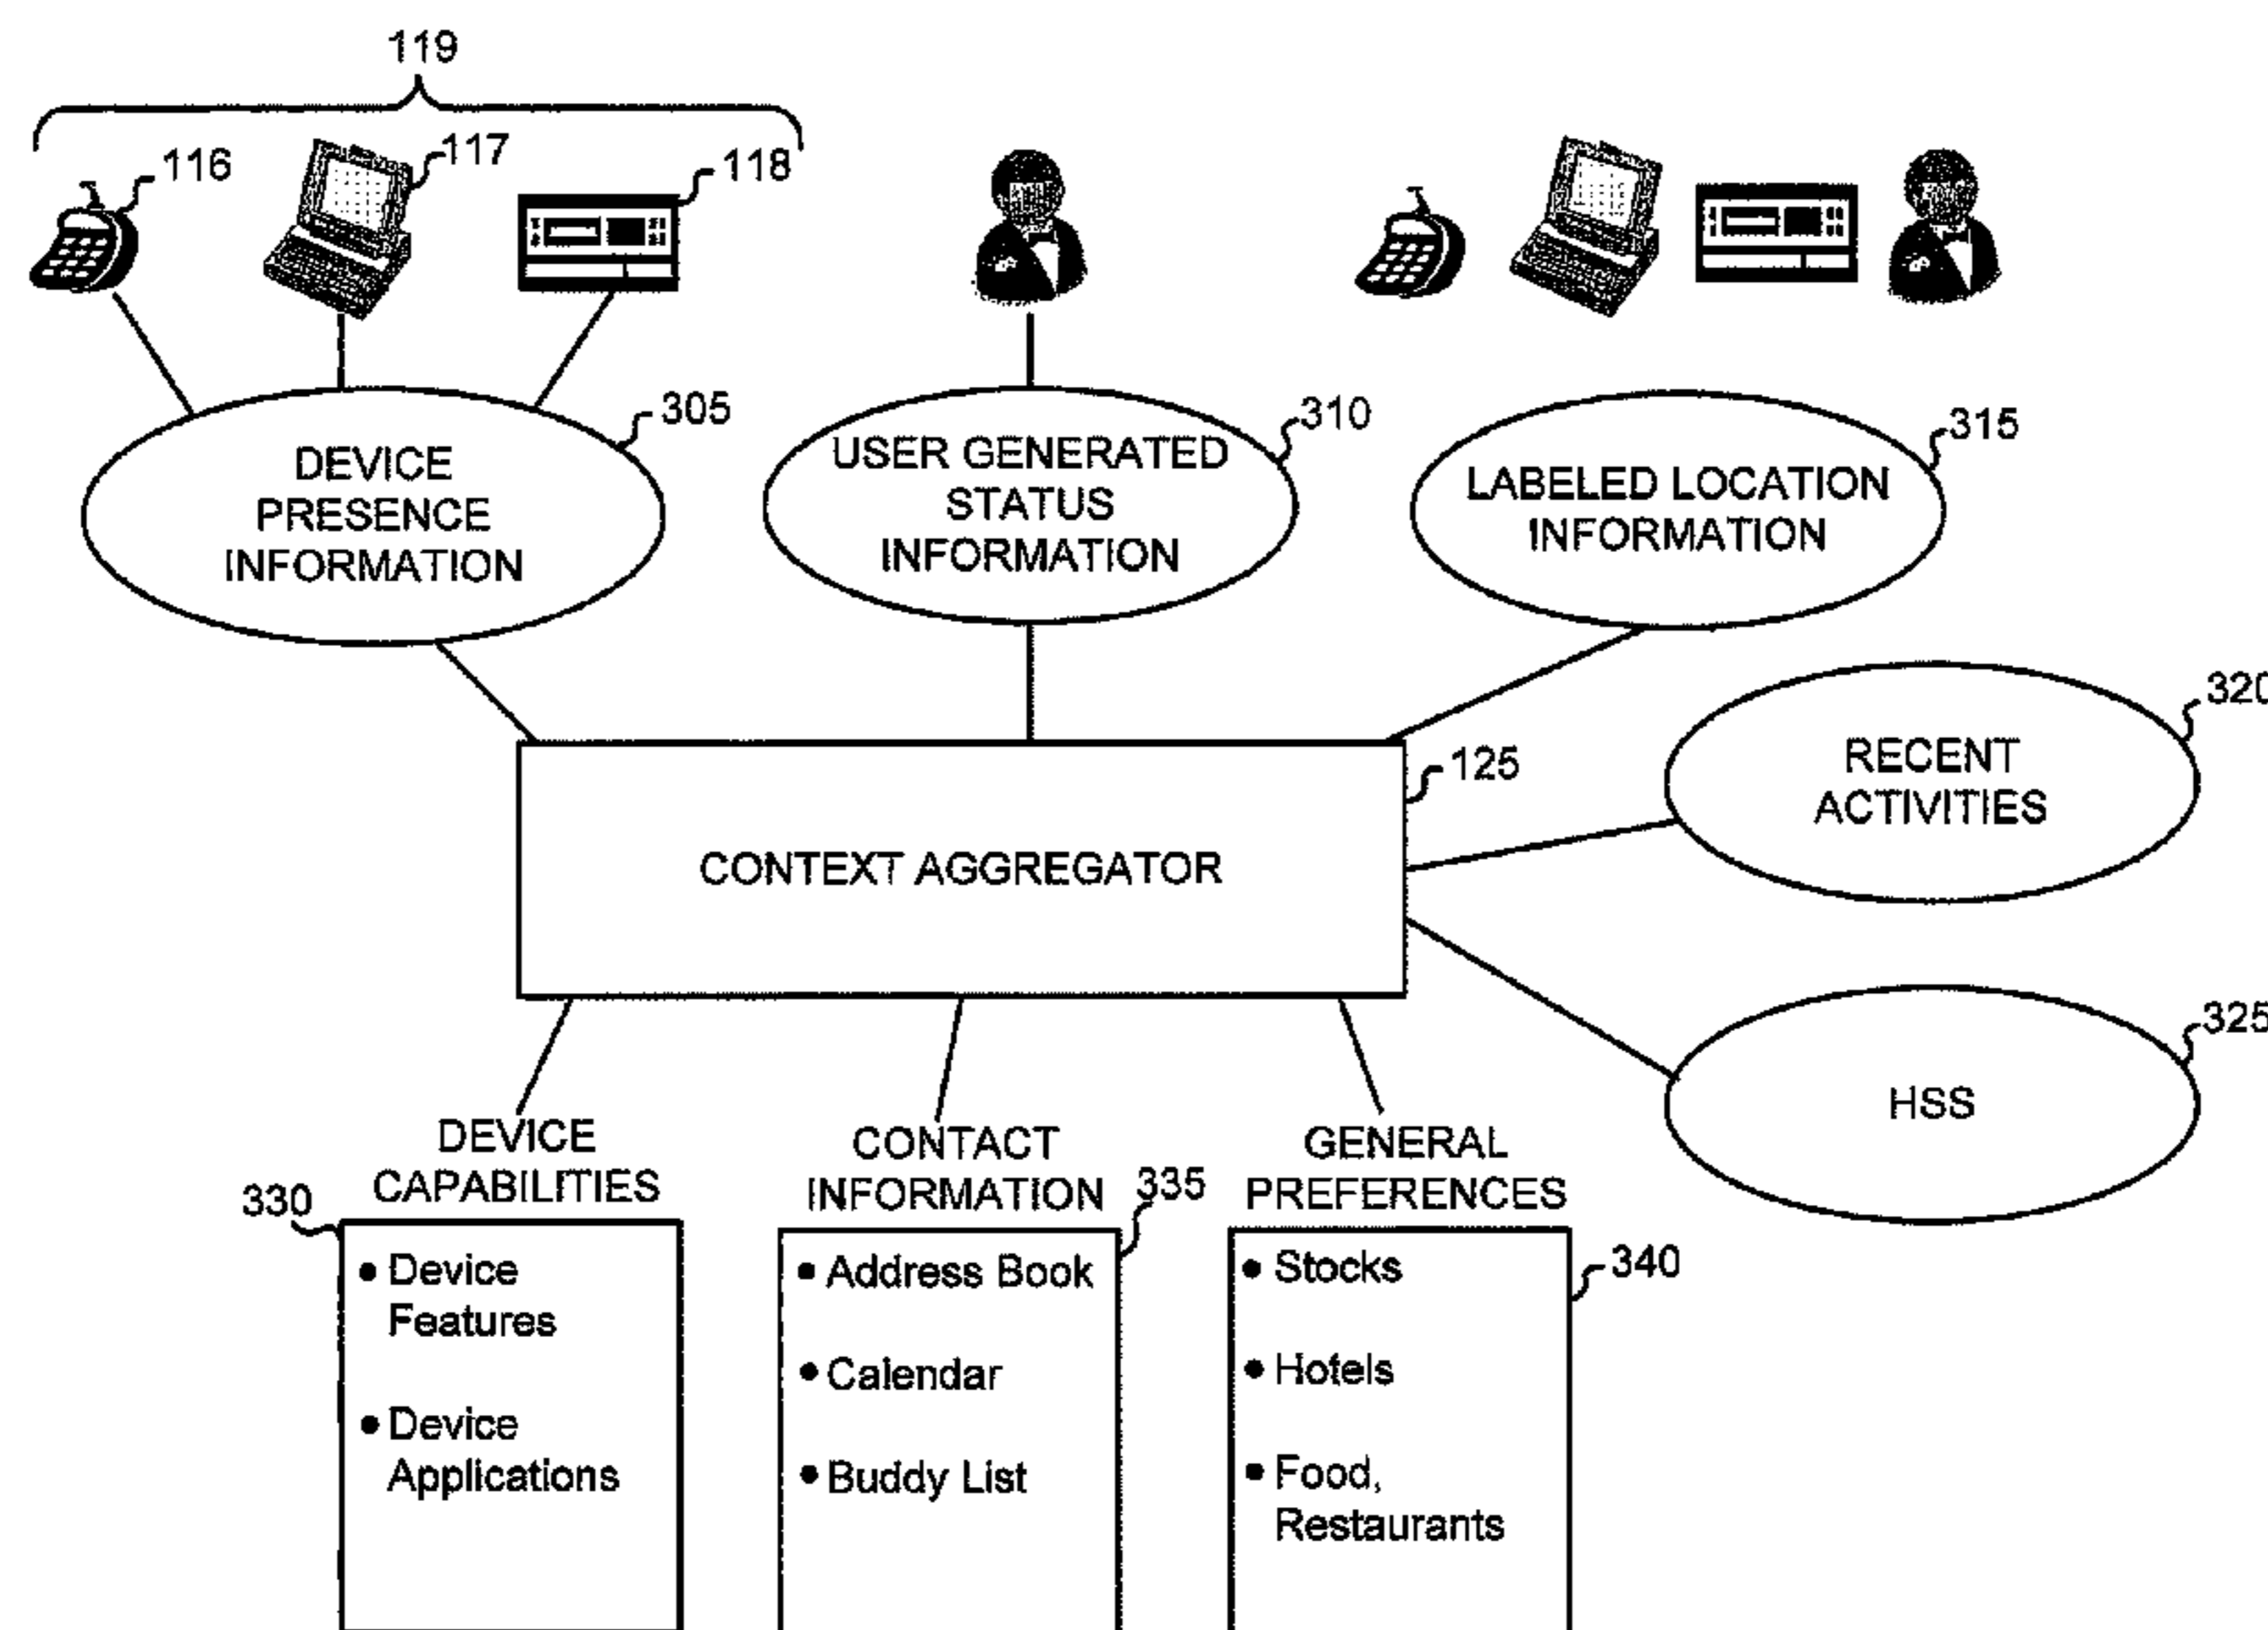 119
116
117
118
DEVICE
PRESENCE
INFORMATION
305
USER GENERATED
STATUS
INFORMATION
310
LABELED LOCATION
INFORMATION
315
RECENT
ACTIVITIES
320
CONTEXT AGGREGATOR
125
HSS
325
DEVICE
CAPABILITIES
330
• Device
Features
• Device
Applications
CONTACT
INFORMATION
335
• Address Book
• Calendar
• Buddy List
GENERAL
PREFERENCES
340
• Stocks
• Hotels
• Food,
Restaurants